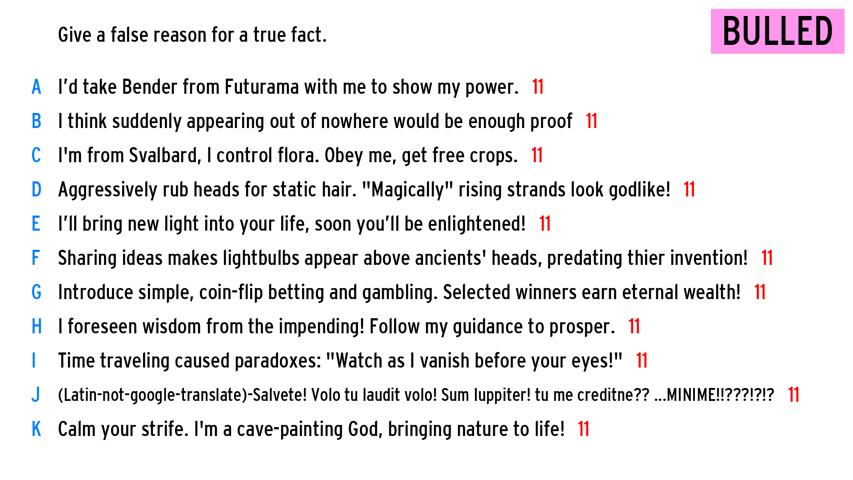 Give a false reason for a true fact.
BULLED
A I'd take Bender from Futurama with me to show my power. 11
B I think suddenly appearing out of nowhere would be enough proof 11
C I'm from Svalbard, I control flora. Obey me, get free crops. 11
D Aggressively rub heads for static hair. "Magically" rising strands look godlike! 11
E I'll bring new light into your life, soon you'll be enlightened! 11
F Sharing ideas makes lightbulbs appear above ancients' heads, predating thier invention! 11
G Introduce simple, coin-flip betting and gambling. Selected winners earn eternal wealth! 11
H I foreseen wisdom from the impending! Follow my guidance to prosper. 11
I Time traveling caused paradoxes: "Watch as I vanish before your eyes!" 11
J (Latin-not-google-translate)-Salvete! Volo tu laudit volo! Sum Iuppiter! tu me creditne?? ...MINIME!!???!?!? 11
K Calm your strife. I'm a cave-painting God, bringing nature to life! 11